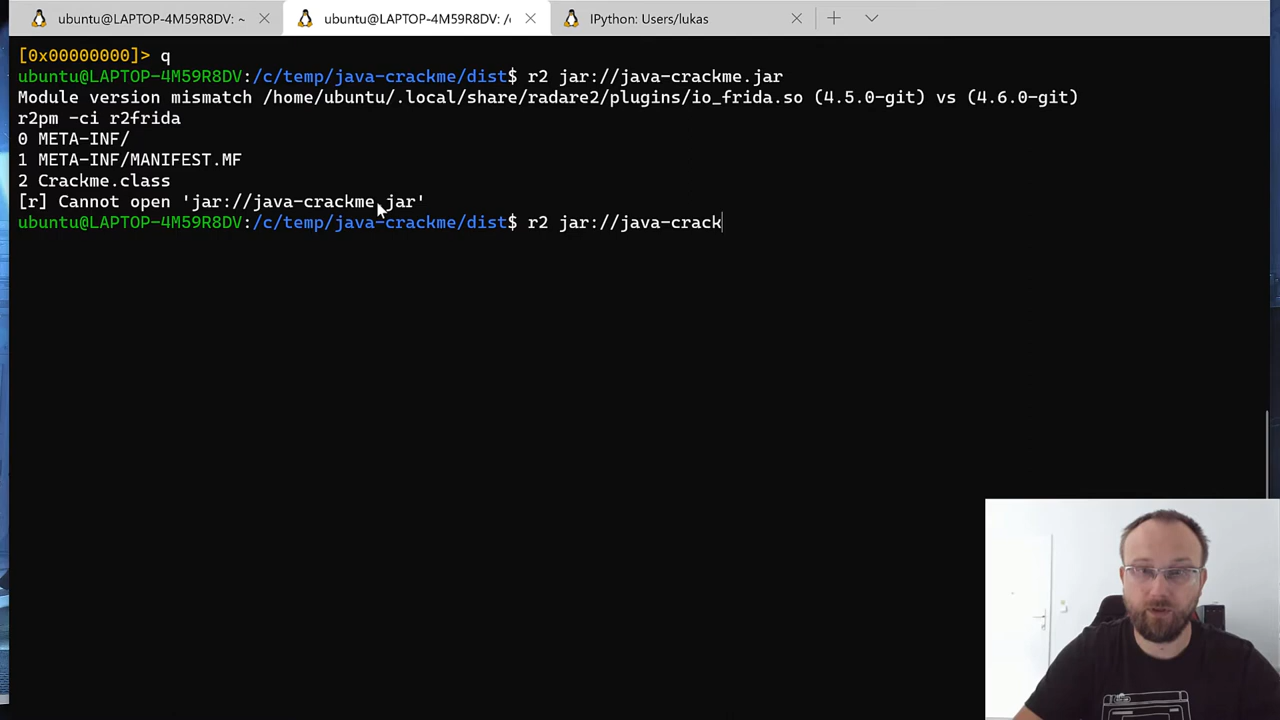 ubuntu@LAPTOP-4M59R8DV: ~
ubuntu@LAPTOP-4M59R8DV: /
IPython: Users/lukas
[0x00000000]> q
ubuntu@LAPTOP-4M59R8DV:/c/temp/java-crackme/dist$ r2 jar://java-crackme.jar
Module version mismatch /home/ubuntu/.local/share/radare2/plugins/io_frida.so (4.5.0-git) vs (4.6.0-git)
r2pm -ci r2frida
0 META-INF/
1 META-INF/MANIFEST.MF
2 Crackme.class
[r] Cannot open 'jar://java-crackme.jar'
ubuntu@LAPTOP-4M59R8DV:/c/temp/java-crackme/dist$ r2 jar://java-crack